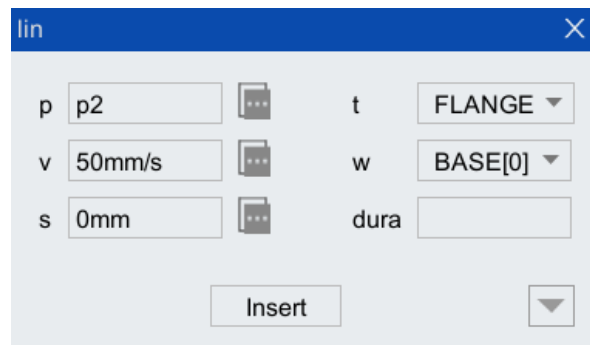 lin
p p2 t FLANGE
v 50mm/s w BASE[0]
s 0mm dura
Insert